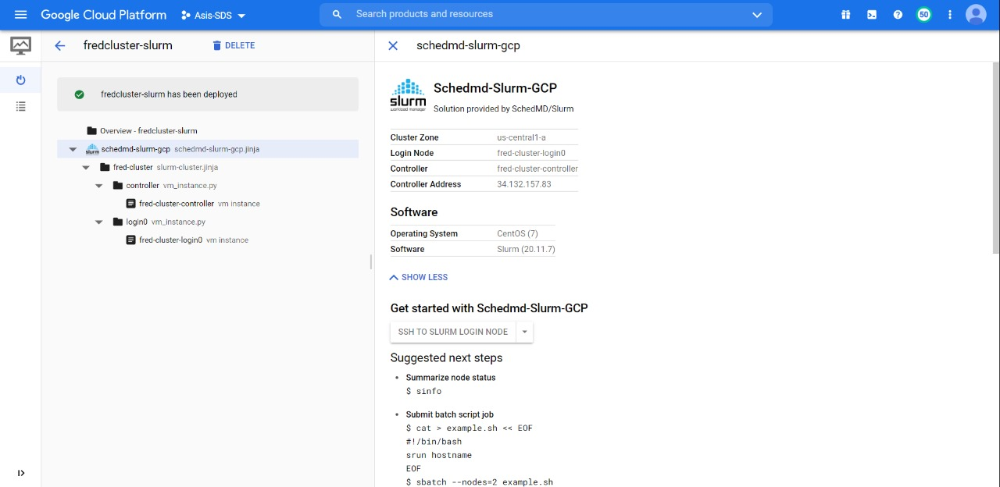 Google Cloud Platform
Asis-SDS
Search products and resources
50
fredcluster-slurm
DELETE
fredcluster-slurm has been deployed
Overview - fredcluster-slurm
slurm
schedmd-slurm-gcp schedmd-slurm-gcp.jinja
fred-cluster slurm-cluster.jinja
controller vm_instance.py
fred-cluster-controller vm instance
login0 vm_instance.py
fred-cluster-login0 vm instance
schedmd-slurm-gcp
slurm
workload manager
Schedmd-Slurm-GCP
Solution provided by SchedMD/Slurm
Cluster Zone us-central1-a
Login Node fred-cluster-login0
Controller fred-cluster-controller
Controller Address 34.132.157.83
Software
Operating System CentOS (7)
Software Slurm (20.11.7)
SHOW LESS
Get started with Schedmd-Slurm-GCP
SSH TO SLURM LOGIN NODE
Suggested next steps
• Summarize node status
$ sinfo
• Submit batch script job
$ cat > example.sh << EOF
#!/bin/bash
srun hostname
EOF
$ sbatch --nodes=2 example.sh